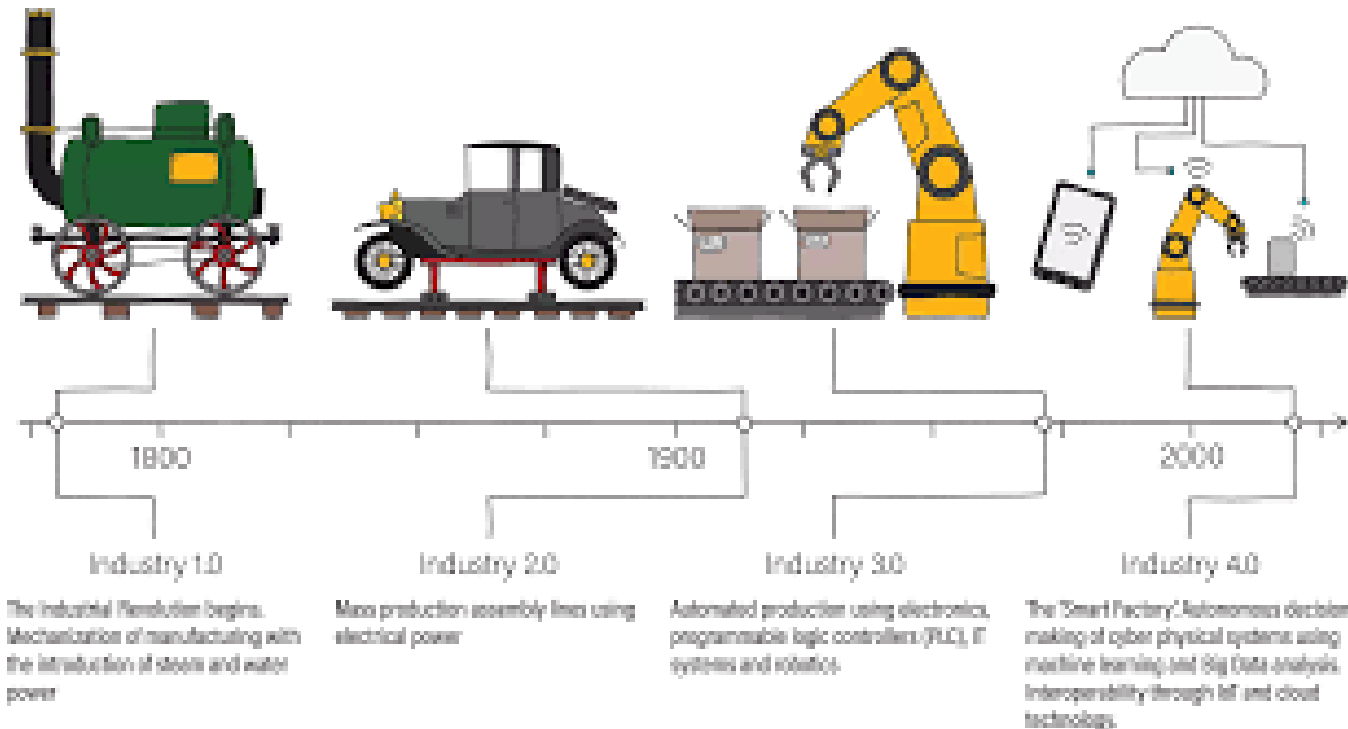 1800
1900
2000
Industry 1.0
Industry 2.0
Industry 3.0
Industry 4.0
The Industrial Revolution begins.
Mechanization of manufacturing with
the introduction of steam and water
power
Mass production assembly lines using
electrical power
Automated production using electronics,
programmable logic controllers (PLC), IT
systems and robotics
The "Smart Factory". Autonomous decision
making of cyber physical systems using
machine learning and Big Data analysis.
Interoperability through IoT and cloud
technology.